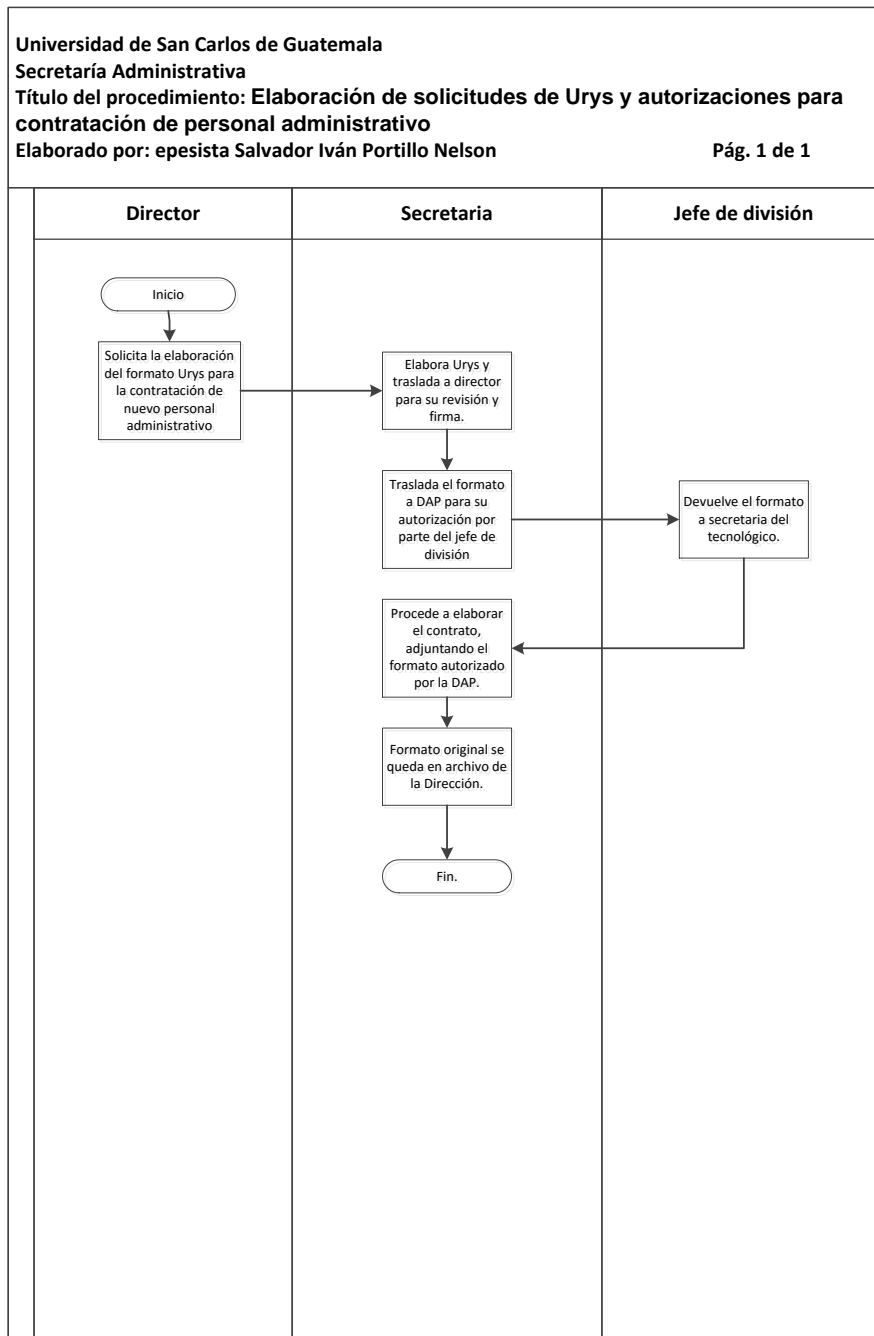 Universidad de San Carlos de Guatemala
Secretaría Administrativa
Título del procedimiento: Elaboración de solicitudes de Urys y autorizaciones para
contratación de personal administrativo
Elaborado por: epesista Salvador Iván Portillo Nelson Pág. 1 de 1
Director Secretaria Jefe de división
Inicio
Solicita la elaboración
del formato Urys para
la contratación de
nuevo personal
administrativo
Elabora Urys y
traslada a director
para su revisión y
firma.
Traslada el formato
a DAP para su
autorización por
parte del jefe de
división
Devuelve el formato
a secretaria del
tecnológico.
Procede a elaborar
el contrato,
adjuntando el
formato autorizado
por la DAP.
Formato original se
queda en archivo de
la Dirección.
Fin.